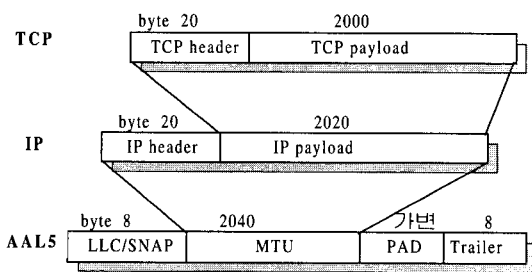 byte 20 2000
TCP TCP header TCP payload
byte 20 2020
IP IP header IP payload
byte 8 2040 가변 8
AAL5 LLC/SNAP MTU PAD Trailer